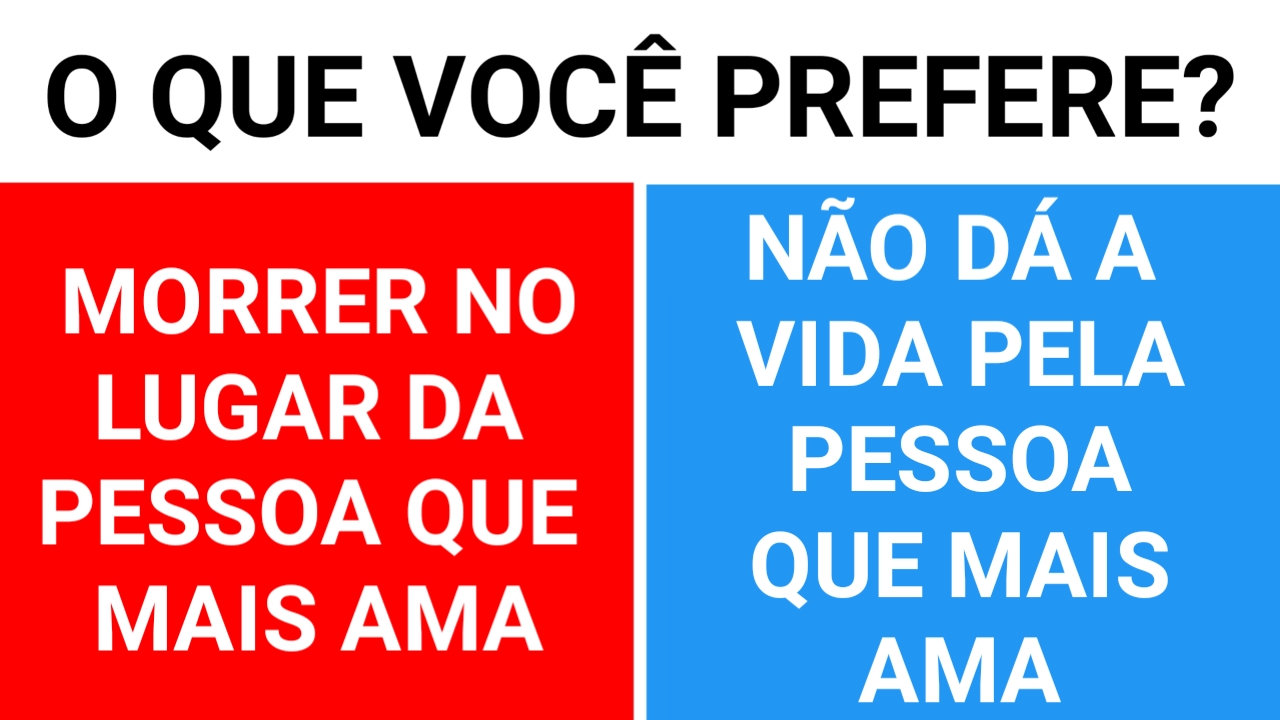 O QUE VOCÊ PREFERE?
MORRER NO
LUGAR DA
PESSOA QUE
MAIS AMA
NÃO DÁ A
VIDA PELA
PESSOA
QUE MAIS
AMA